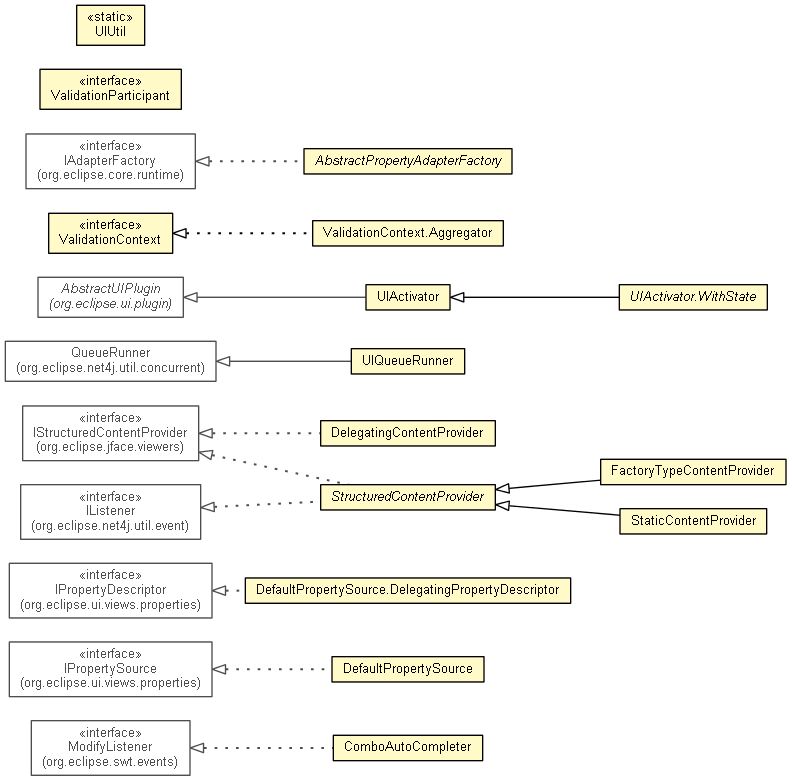 «static»
UIUtil
«interface»
ValidationParticipant
«interface»
IAdapterFactory
(org.eclipse.core.runtime)
AbstractPropertyAdapterFactory
«interface»
ValidationContext
ValidationContext.Aggregator
AbstractUIPlugin
(org.eclipse.ui.plugin)
UIActivator
UIActivator.WithState
QueueRunner
(org.eclipse.net4j.util.concurrent)
UIQueueRunner
«interface»
IStructuredContentProvider
(org.eclipse.jface.viewers)
DelegatingContentProvider
«interface»
IListener
(org.eclipse.net4j.util.event)
StructuredContentProvider
FactoryTypeContentProvider
StaticContentProvider
«interface»
IPropertyDescriptor
(org.eclipse.ui.views.properties)
DefaultPropertySource.DelegatingPropertyDescriptor
«interface»
IPropertySource
(org.eclipse.ui.views.properties)
DefaultPropertySource
«interface»
ModifyListener
(org.eclipse.swt.events)
ComboAutoCompleter